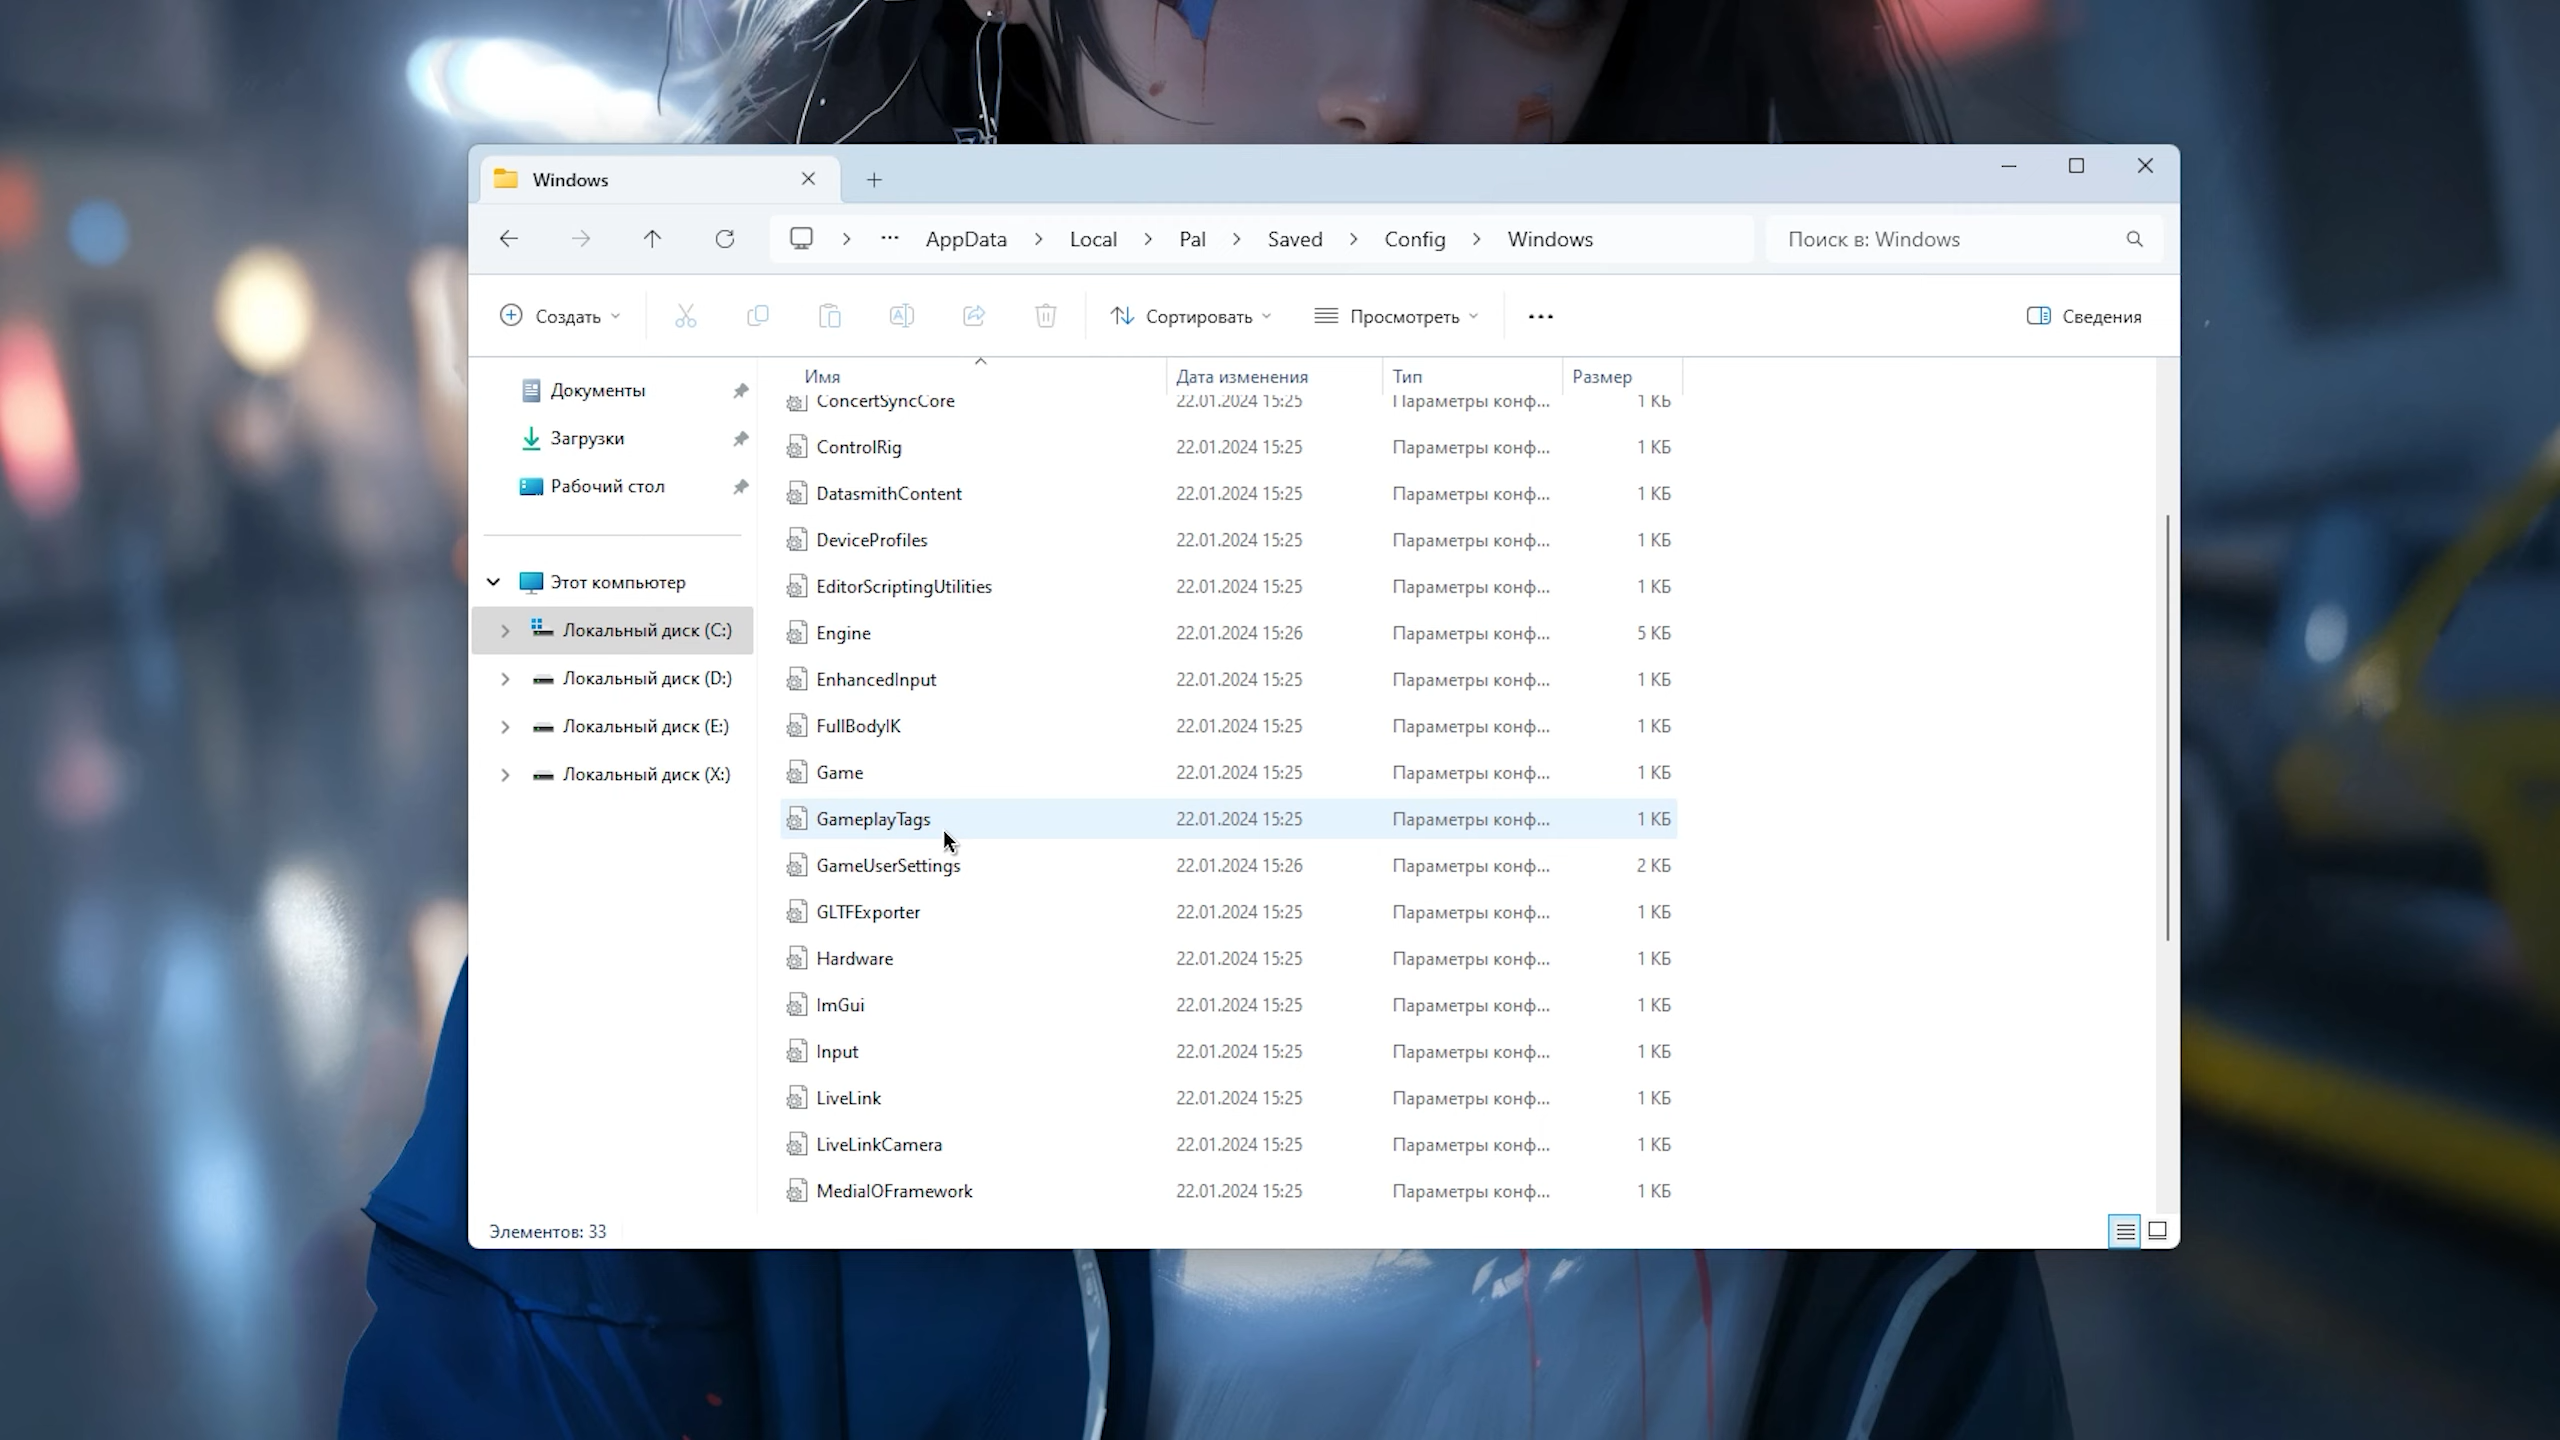 Windows
AppData Local Pal Saved Config Windows
Поиск в: Windows
Создать Сортировать Просмотреть Сведения
Документы
Загрузки
Рабочий стол
Этот компьютер
Локальный диск (C:)
Локальный диск (D:)
Локальный диск (E:)
Локальный диск (X:)
Имя Дата изменения Тип Размер
ConcertSyncCore 22.01.2024 15:25 Параметры конф... 1 КБ
ControlRig 22.01.2024 15:25 Параметры конф... 1 КБ
DatasmithContent 22.01.2024 15:25 Параметры конф... 1 КБ
DeviceProfiles 22.01.2024 15:25 Параметры конф... 1 КБ
EditorScriptingUtilities 22.01.2024 15:25 Параметры конф... 1 КБ
Engine 22.01.2024 15:26 Параметры конф... 5 КБ
EnhancedInput 22.01.2024 15:25 Параметры конф... 1 КБ
FullBodyIK 22.01.2024 15:25 Параметры конф... 1 КБ
Game 22.01.2024 15:25 Параметры конф... 1 КБ
GameplayTags 22.01.2024 15:25 Параметры конф... 1 КБ
GameUserSettings 22.01.2024 15:26 Параметры конф... 2 КБ
GLTFExporter 22.01.2024 15:25 Параметры конф... 1 КБ
Hardware 22.01.2024 15:25 Параметры конф... 1 КБ
ImGui 22.01.2024 15:25 Параметры конф... 1 КБ
Input 22.01.2024 15:25 Параметры конф... 1 КБ
LiveLink 22.01.2024 15:25 Параметры конф... 1 КБ
LiveLinkCamera 22.01.2024 15:25 Параметры конф... 1 КБ
MediaIOFramework 22.01.2024 15:25 Параметры конф... 1 КБ
Элементов: 33